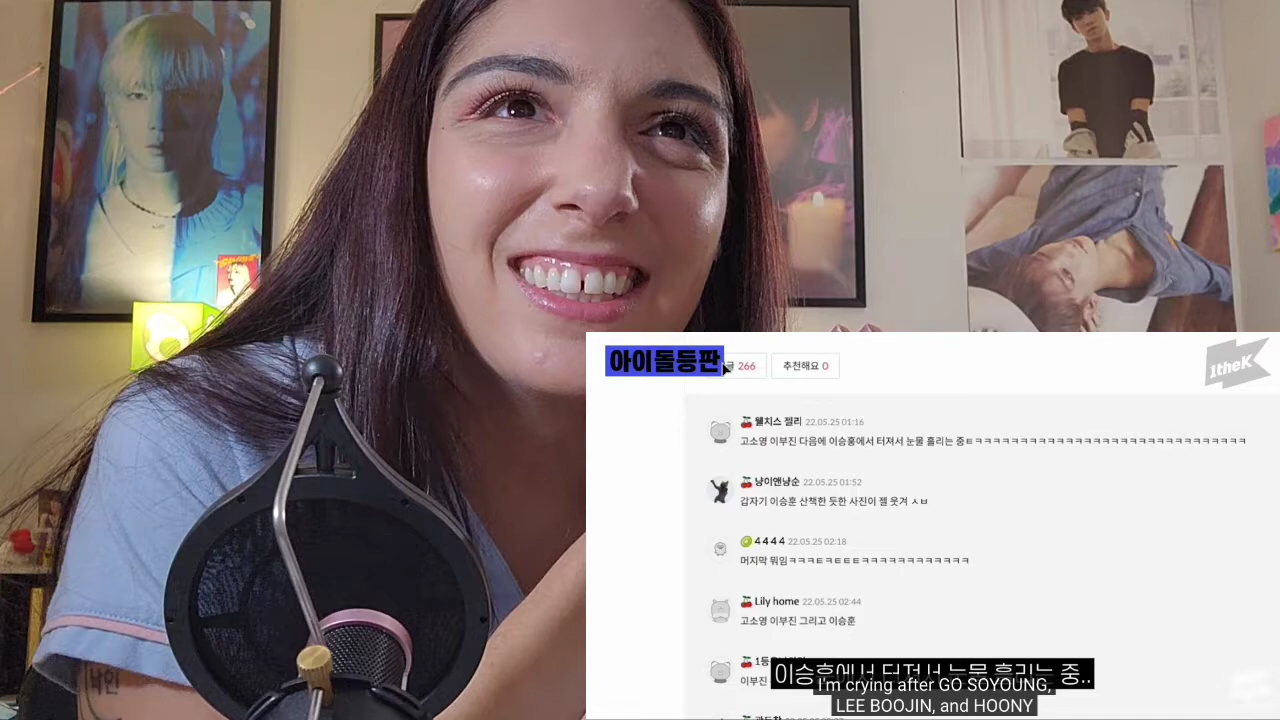 아이돌등판
글 266
추천해요 0
1theK
웰치스 젤리 22.05.25 01:16
고소영 이부진 다음에 이승훈에서 터져서 눈물 흘리는 중ㅌㅋㅋㅋㅋㅋㅋㅋㅋㅋㅋㅋㅋㅋㅋㅋㅋㅋㅋㅋㅋㅋㅋㅋㅋㅋㅋㅋㅋㅋㅋ
냥이앤냥순 22.05.25 01:52
갑자기 이승훈 산책한 듯한 사진이 젤 웃겨 ㅅㅂ
4 4 4 4 22.05.25 02:18
머지막 뭐임ㅋㅋㅋㅌㅋㅌㅌㅌㅋㅋㅋㅋㅋㅋㅋㅋㅋㅋㅋㅋ
Lily home 22.05.25 02:44
고소영 이부진 그리고 이승훈
1등
이부진
이승훈에서 터져서 눈물 흘리는 중..
I'm crying after GO SOYOUNG,
LEE BOOJIN, and HOONY